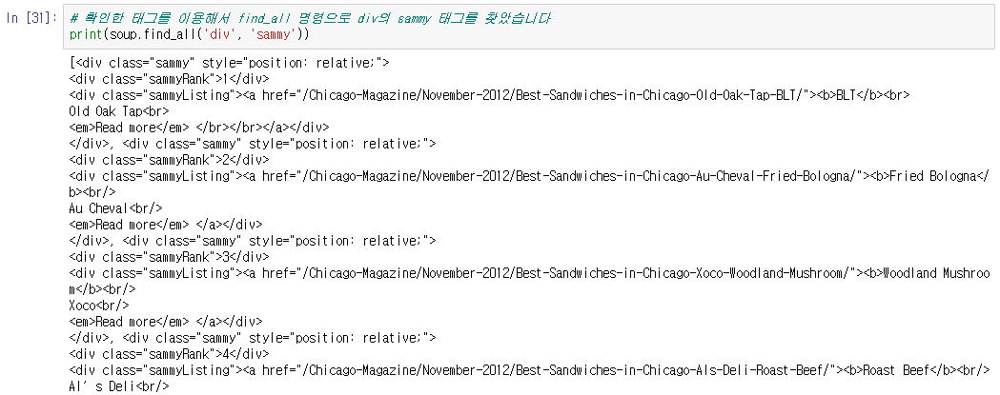 In [31]: # 확인한 태그를 이용해서 find_all 명령으로 div의 sammy 태그를 찾았습니다
print(soup.find_all('div', 'sammy'))
[<div class="sammy" style="position: relative;">
<div class="sammyRank">1</div>
<div class="sammyListing"><a href="/Chicago-Magazine/November-2012/Best-Sandwiches-in-Chicago-Old-Oak-Tap-BLT/"><b>BLT</b><br>
Old Oak Tap<br>
<em>Read more</em> </br></br></a></div>
</div>, <div class="sammy" style="position: relative;">
<div class="sammyRank">2</div>
<div class="sammyListing"><a href="/Chicago-Magazine/November-2012/Best-Sandwiches-in-Chicago-Au-Cheval-Fried-Bologna/"><b>Fried Bologna</
b><br/>
Au Cheval<br/>
<em>Read more</em> </a></div>
</div>, <div class="sammy" style="position: relative;">
<div class="sammyRank">3</div>
<div class="sammyListing"><a href="/Chicago-Magazine/November-2012/Best-Sandwiches-in-Chicago-Xoco-Woodland-Mushroom/"><b>Woodland Mushroo
m</b><br/>
Xoco<br/>
<em>Read more</em> </a></div>
</div>, <div class="sammy" style="position: relative;">
<div class="sammyRank">4</div>
<div class="sammyListing"><a href="/Chicago-Magazine/November-2012/Best-Sandwiches-in-Chicago-Als-Deli-Roast-Beef/"><b>Roast Beef</b><br/>
Al’s Deli<br/>